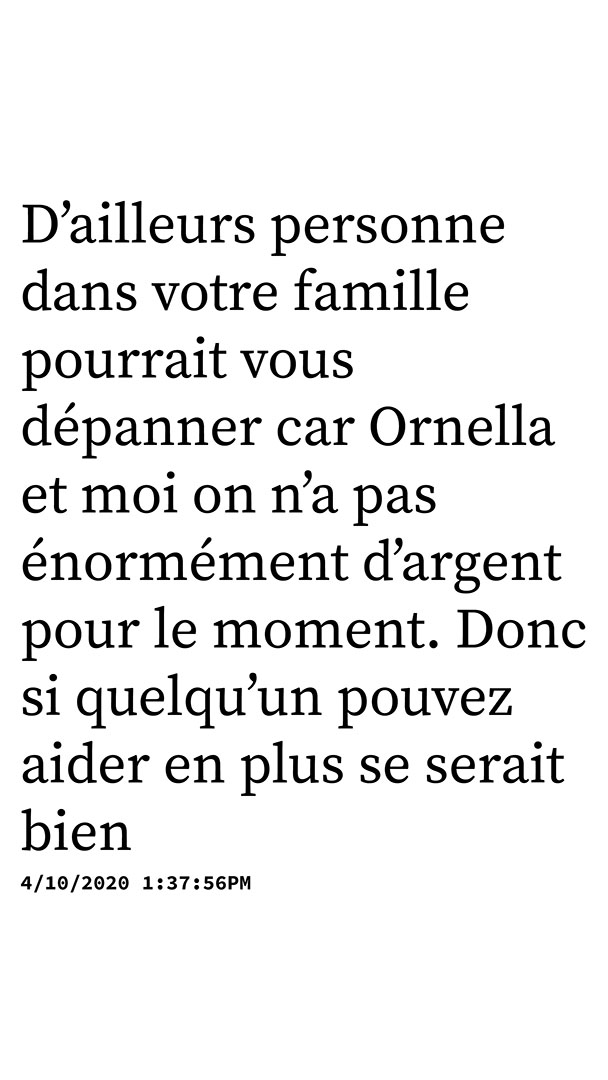 D’ailleurs personne
dans votre famille
pourrait vous
dépanner car Ornella
et moi on n’a pas
énormément d’argent
pour le moment. Donc
si quelqu’un pouvez
aider en plus se serait
bien
4/10/2020 1:37:56PM